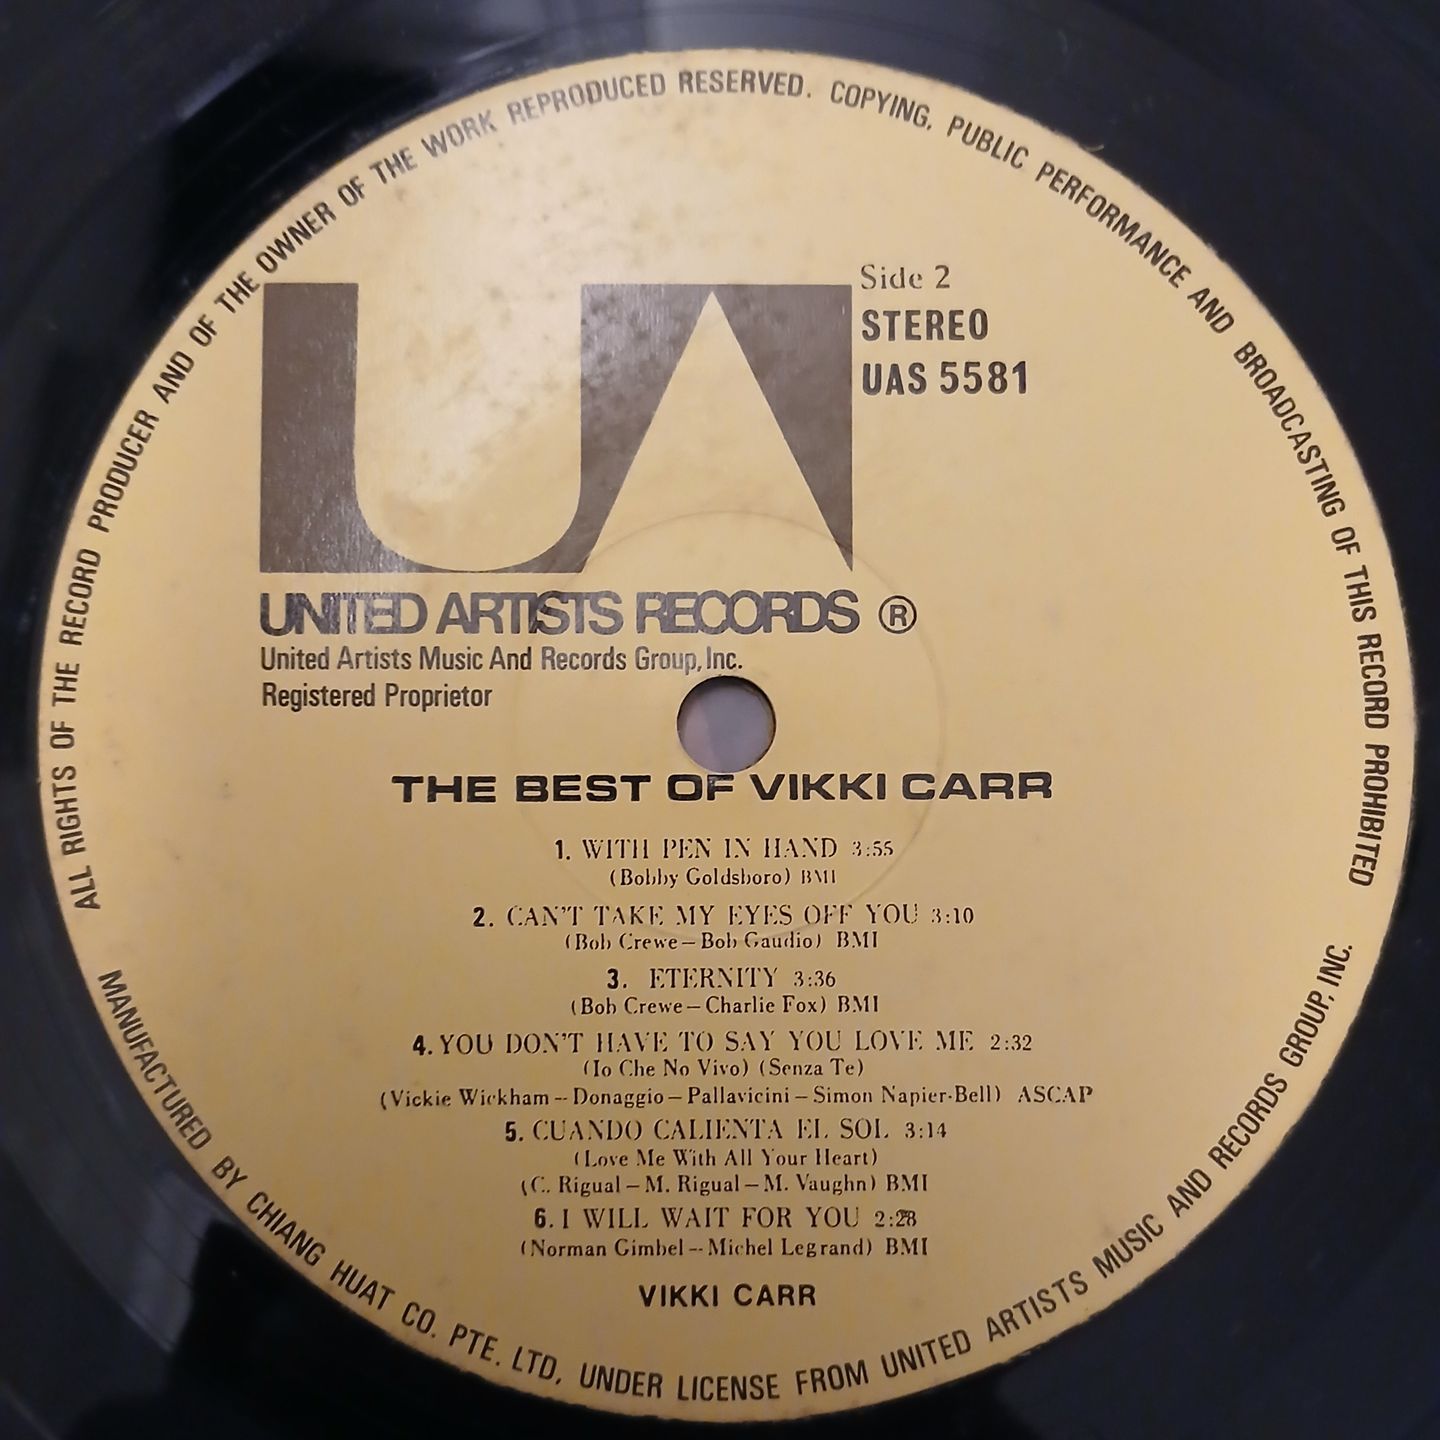 ALL RIGHTS OF THE RECORD PRODUCER AND OF THE OWNER OF THE WORK REPRODUCED RESERVED. COPYING, PUBLIC PERFORMANCE AND BROADCASTING OF THIS RECORD PROHIBITED
UA
Side 2
STEREO
UAS 5581
UNITED ARTISTS RECORDS ®
United Artists Music And Records Group, Inc.
Registered Proprietor
THE BEST OF VIKKI CARR
1. WITH PEN IN HAND 3:55
(Bobby Goldsboro) BMI
2. CAN'T TAKE MY EYES OFF YOU 3:10
(Bob Crewe – Bob Gaudio) BMI
3. ETERNITY 3:36
(Bob Crewe – Charlie Fox) BMI
4. YOU DON'T HAVE TO SAY YOU LOVE ME 2:32
(Io Che No Vivo) (Senza Te)
(Vickie Wickham – Donaggio – Pallavicini – Simon Napier-Bell) ASCAP
5. CUANDO CALIENTA EL SOL 3:14
(Love Me With All Your Heart)
(C. Rigual – M. Rigual – M. Vaughn) BMI
6. I WILL WAIT FOR YOU
(Norman Gimbel – Michel Legrand) BMI
VIKKI CARR
MANUFACTURED BY CHIANG HUAT CO. PTE. LTD, UNDER LICENSE FROM UNITED ARTISTS MUSIC AND RECORDS GROUP, INC.